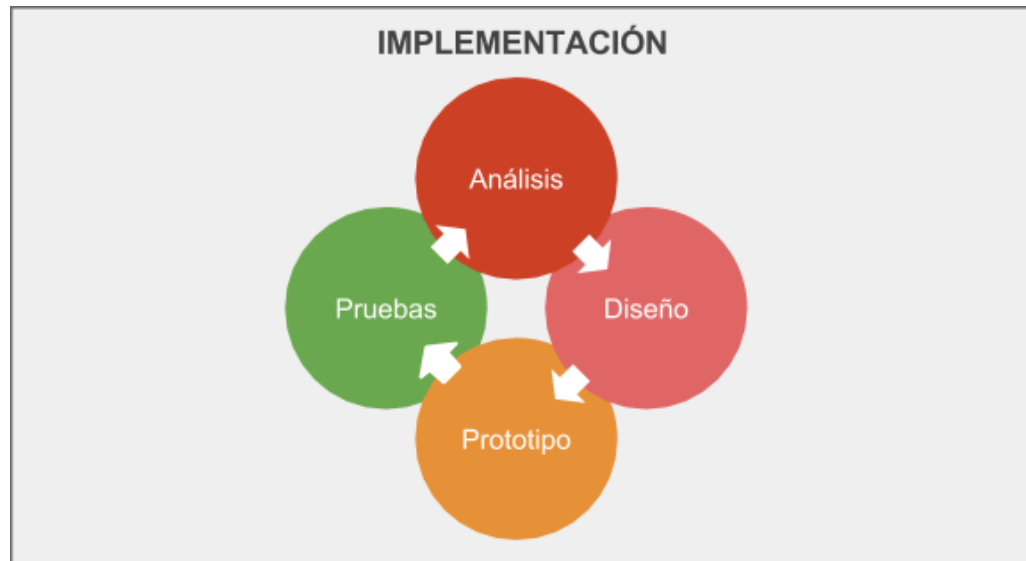 IMPLEMENTACIÓN
Análisis
Diseño
Prototipo
Pruebas